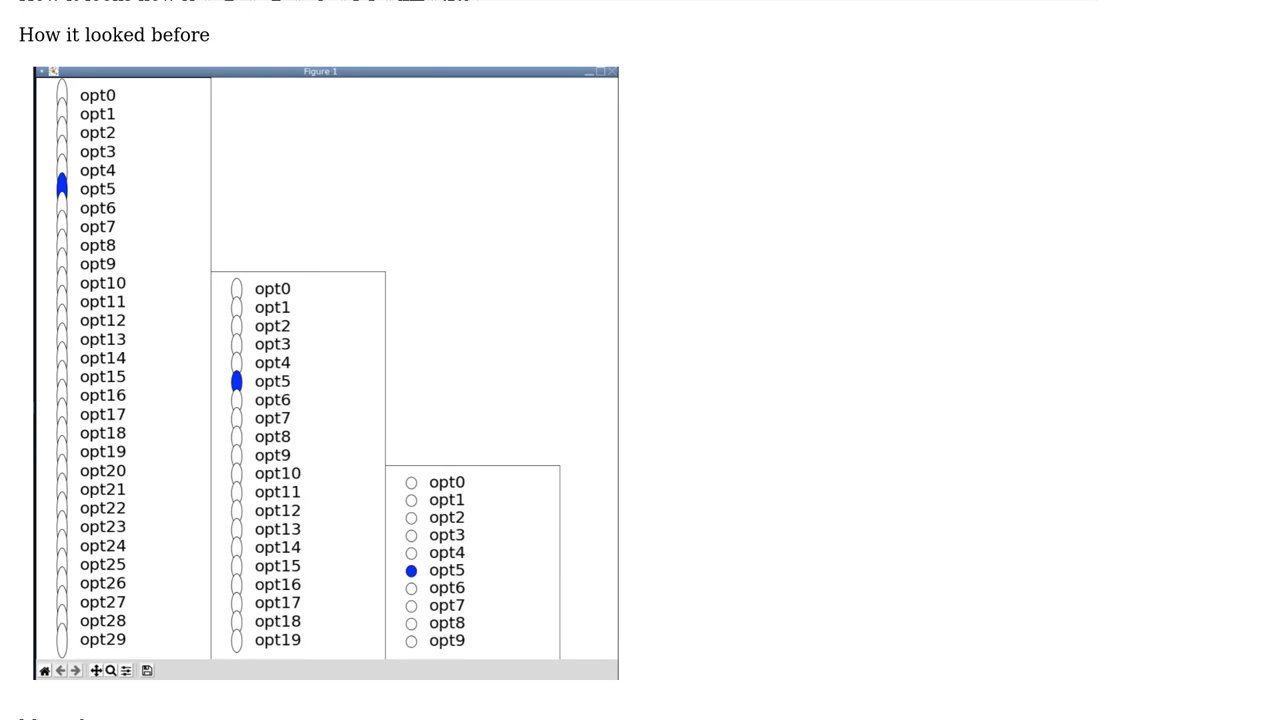 How it looked before
Figure 1
opt0
opt1
opt2
opt3
opt4
opt5
opt6
opt7
opt8
opt9
opt10
opt11
opt12
opt13
opt14
opt15
opt16
opt17
opt18
opt19
opt20
opt21
opt22
opt23
opt24
opt25
opt26
opt27
opt28
opt29
opt0
opt1
opt2
opt3
opt4
opt5
opt6
opt7
opt8
opt9
opt10
opt11
opt12
opt13
opt14
opt15
opt16
opt17
opt18
opt19
opt0
opt1
opt2
opt3
opt4
opt5
opt6
opt7
opt8
opt9